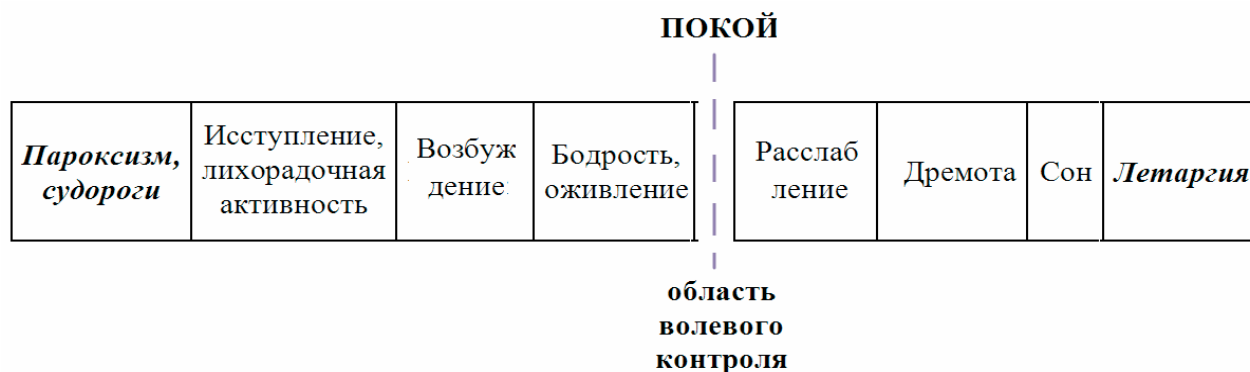 ПОКОЙ
Пароксизм,
судороги
Исступление,
лихорадочная
активность
Возбуж
дение
Бодрость,
оживление
Расслаб
ление
Дремота
Сон
Летаргия
область
волевого
контроля